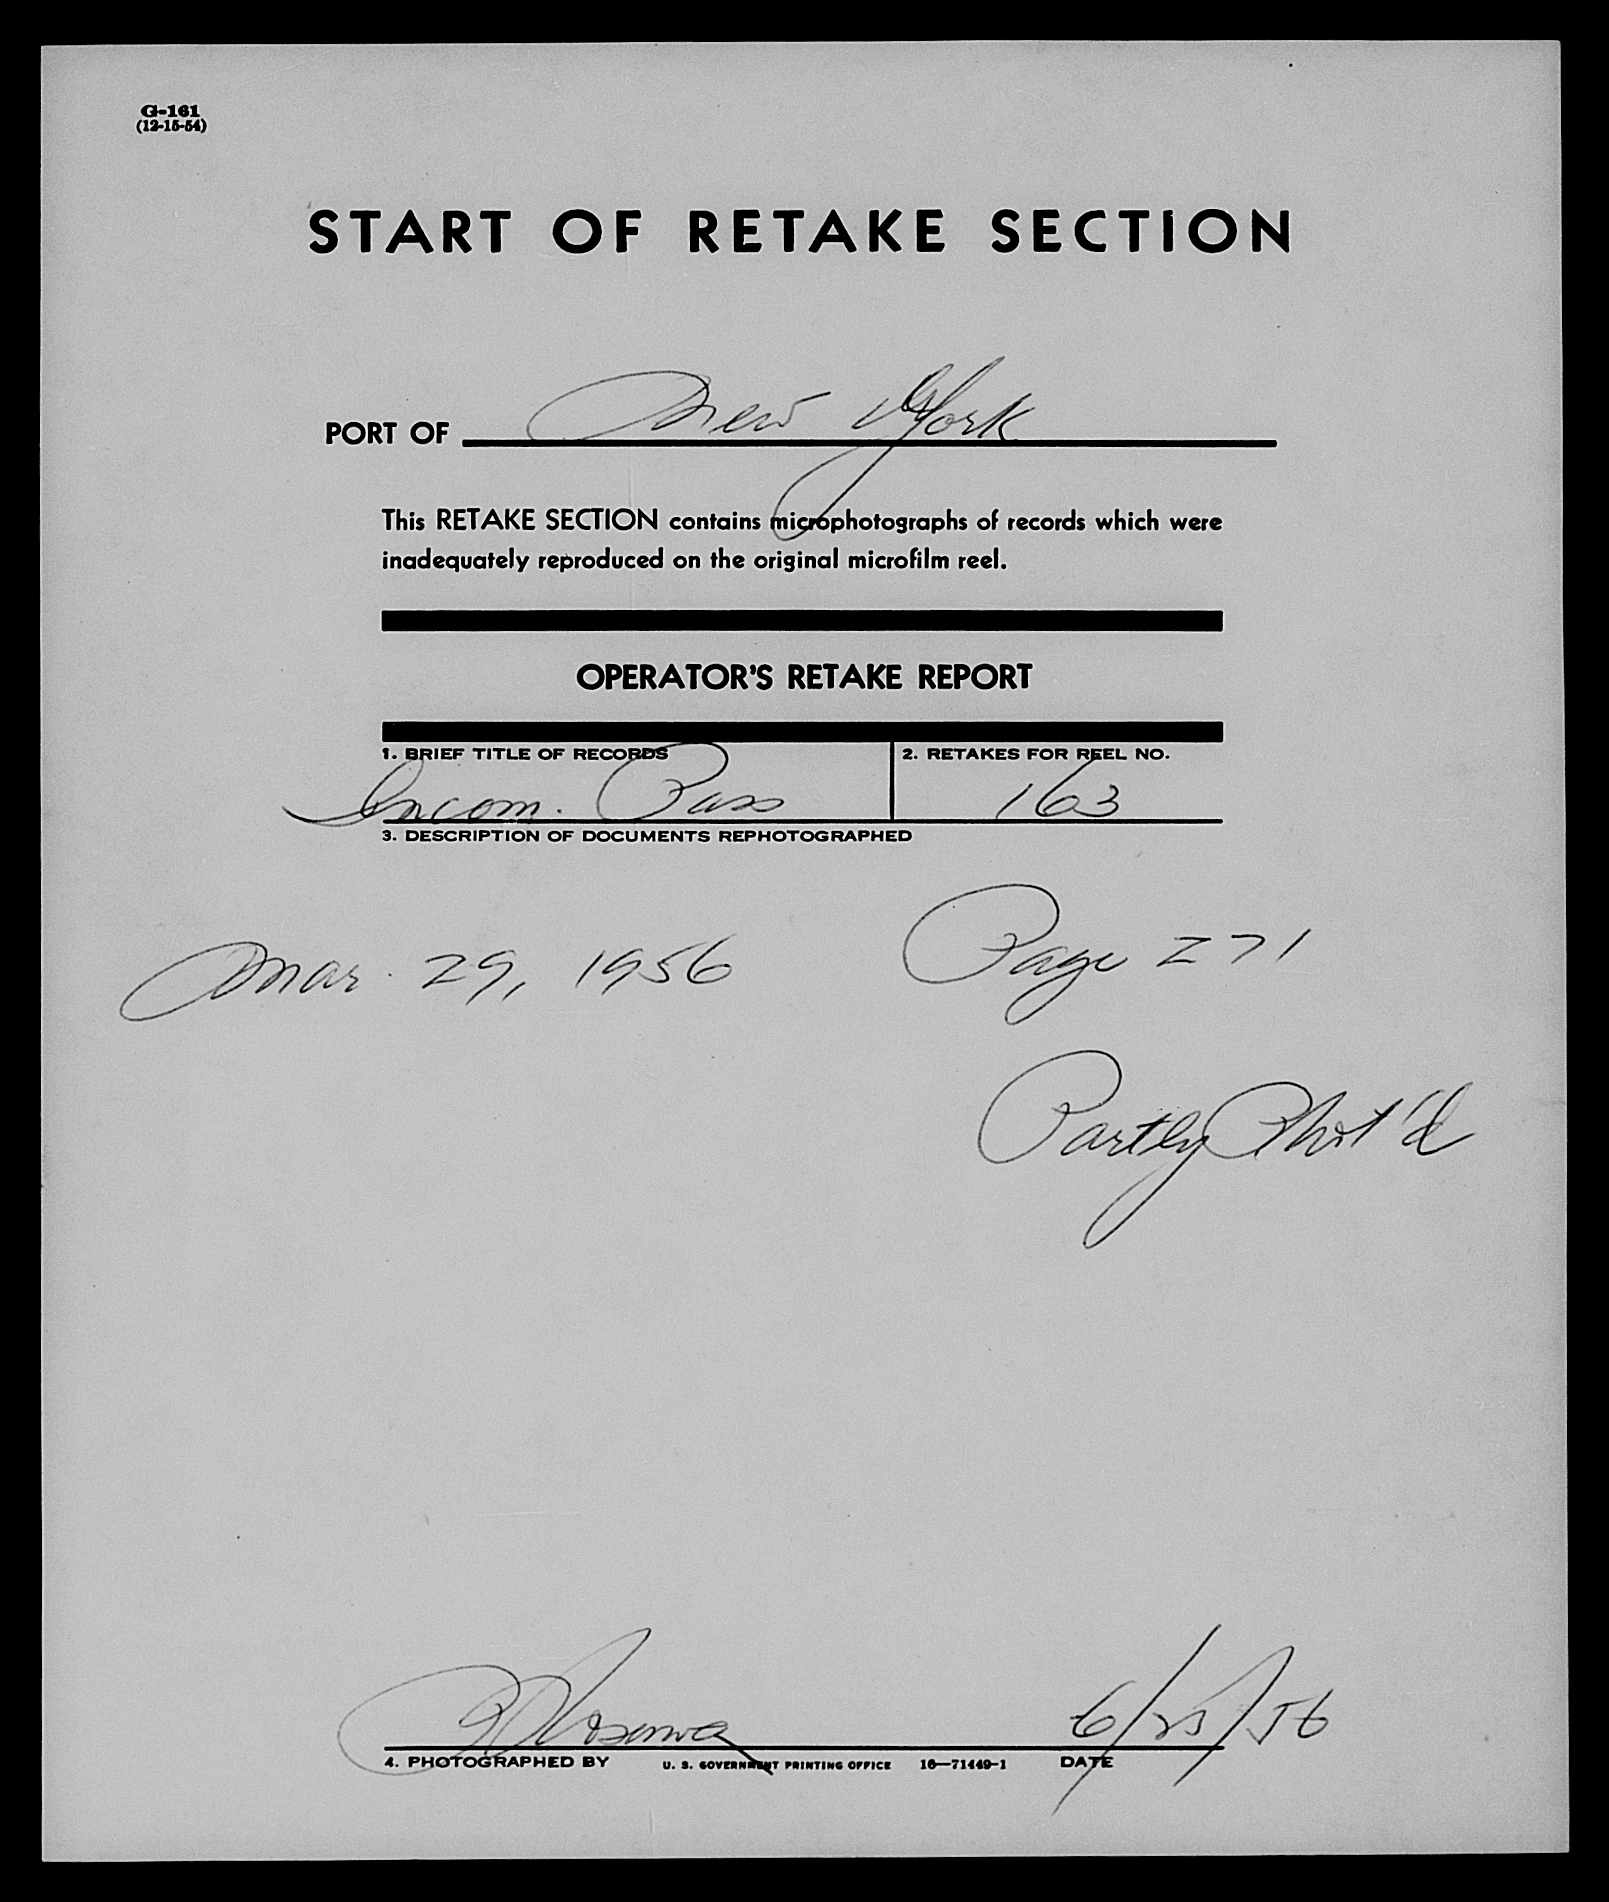 G-161
(12-15-54)
START OF RETAKE SECTION
PORT OF New York
This RETAKE SECTION contains microphotographs of records which were
inadequately reproduced on the original microfilm reel.
OPERATOR'S RETAKE REPORT
1. BRIEF TITLE OF RECORDS 2. RETAKES FOR REEL NO.
Incom. Pass 163
3. DESCRIPTION OF DOCUMENTS REPHOTOGRAPHED
Mar. 29, 1956 Page 271
Partly Phot'd
6/25/56
4. PHOTOGRAPHED BY U. S. GOVERNMENT PRINTING OFFICE 16—71449-1 DATE